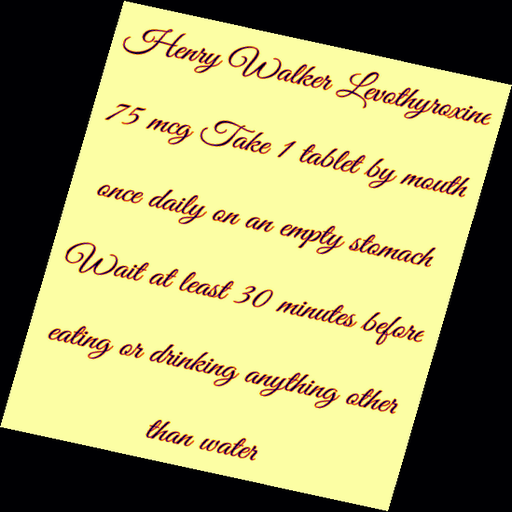 Henry Walker Levothyroxine
75 mcg Take 1 tablet by mouth
once daily on an empty stomach
Wait at least 30 minutes before
eating or drinking anything other
than water